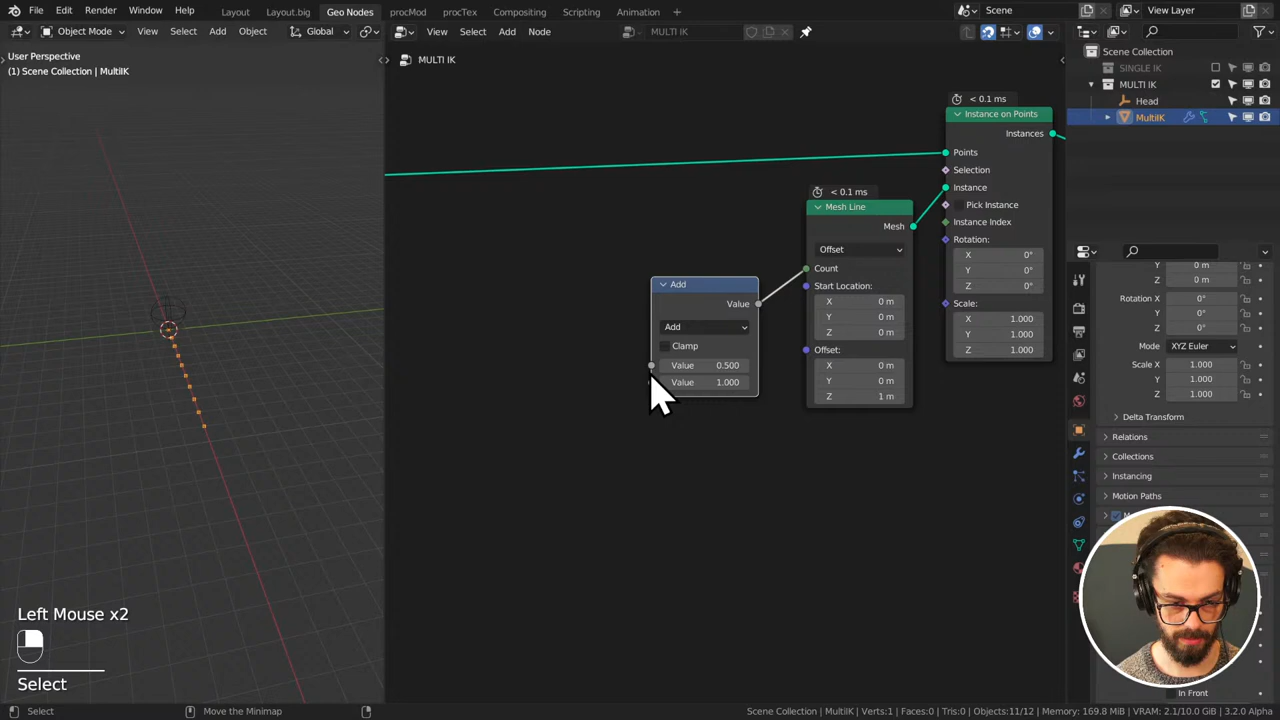 File Edit Render Window Help Layout Layout.big Geo Nodes procMod procTex Compositing Scripting Animation + Scene View Layer
Object Mode View Select Add Object Global View Select Add Node MULTI IK
User Perspective
(1) Scene Collection | MultiIK
MULTI IK
Scene Collection
SINGLE IK
MULTI IK
Head
MultiIK
< 0.1 ms
Instance on Points
Instances
Points
Selection
Instance
Pick Instance
Instance Index
Rotation:
X 0°
Y 0°
Z 0°
Scale:
X 1.000
Y 1.000
Z 1.000
< 0.1 ms
Mesh Line
Mesh
Offset
Count
Start Location:
X 0 m
Y 0 m
Z 0 m
Offset:
X 0 m
Y 0 m
Z 1 m
Add
Value
Add
Clamp
Value 0.500
Value 1.000
Y 0 m
Z 0 m
Rotation X 0°
Y 0°
Z 0°
Mode XYZ Euler
Scale X 1.000
Y 1.000
Z 1.000
Delta Transform
Relations
Collections
Instancing
Motion Paths
In Front
Left Mouse x2
Select
Select Move the Minimap Scene Collection | MultiIK | Verts:1 | Faces:0 | Tris:0 | Objects:11/12 | Memory: 169.8 MiB | VRAM: 2.1/10.0 GiB | 3.2.0 Alpha